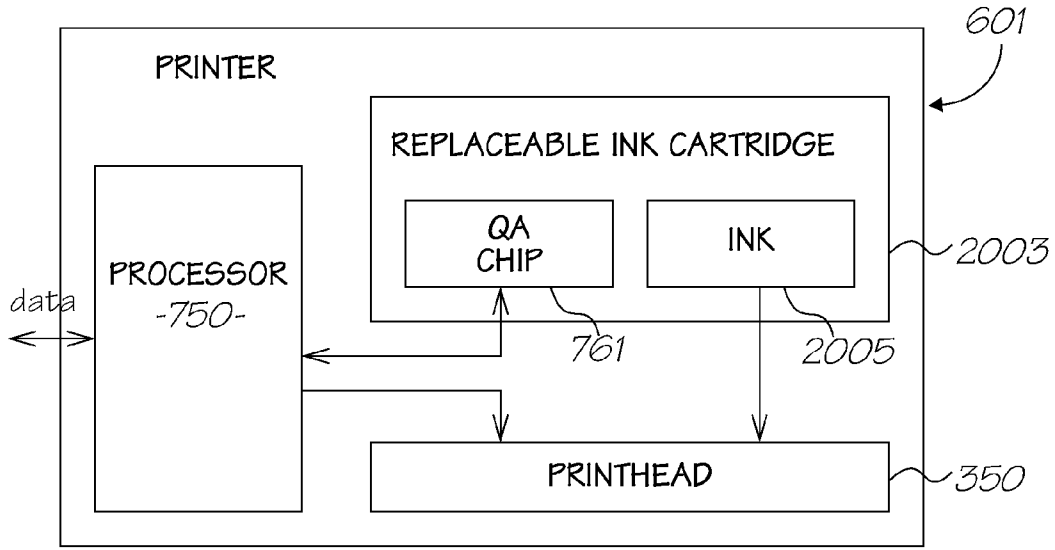 601
PRINTER
REPLACEABLE INK CARTRIDGE
QA
CHIP
INK
2003
PROCESSOR
-750-
data
761
2005
PRINTHEAD
350